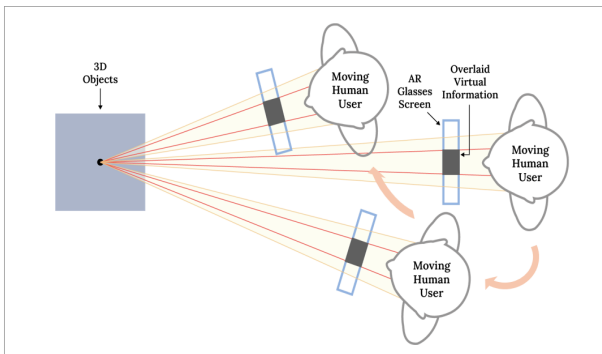 3D
Objects
Moving
Human
User
AR
Glasses
Screen
Overlaid
Virtual
Information
Moving
Human
User
Moving
Human
User